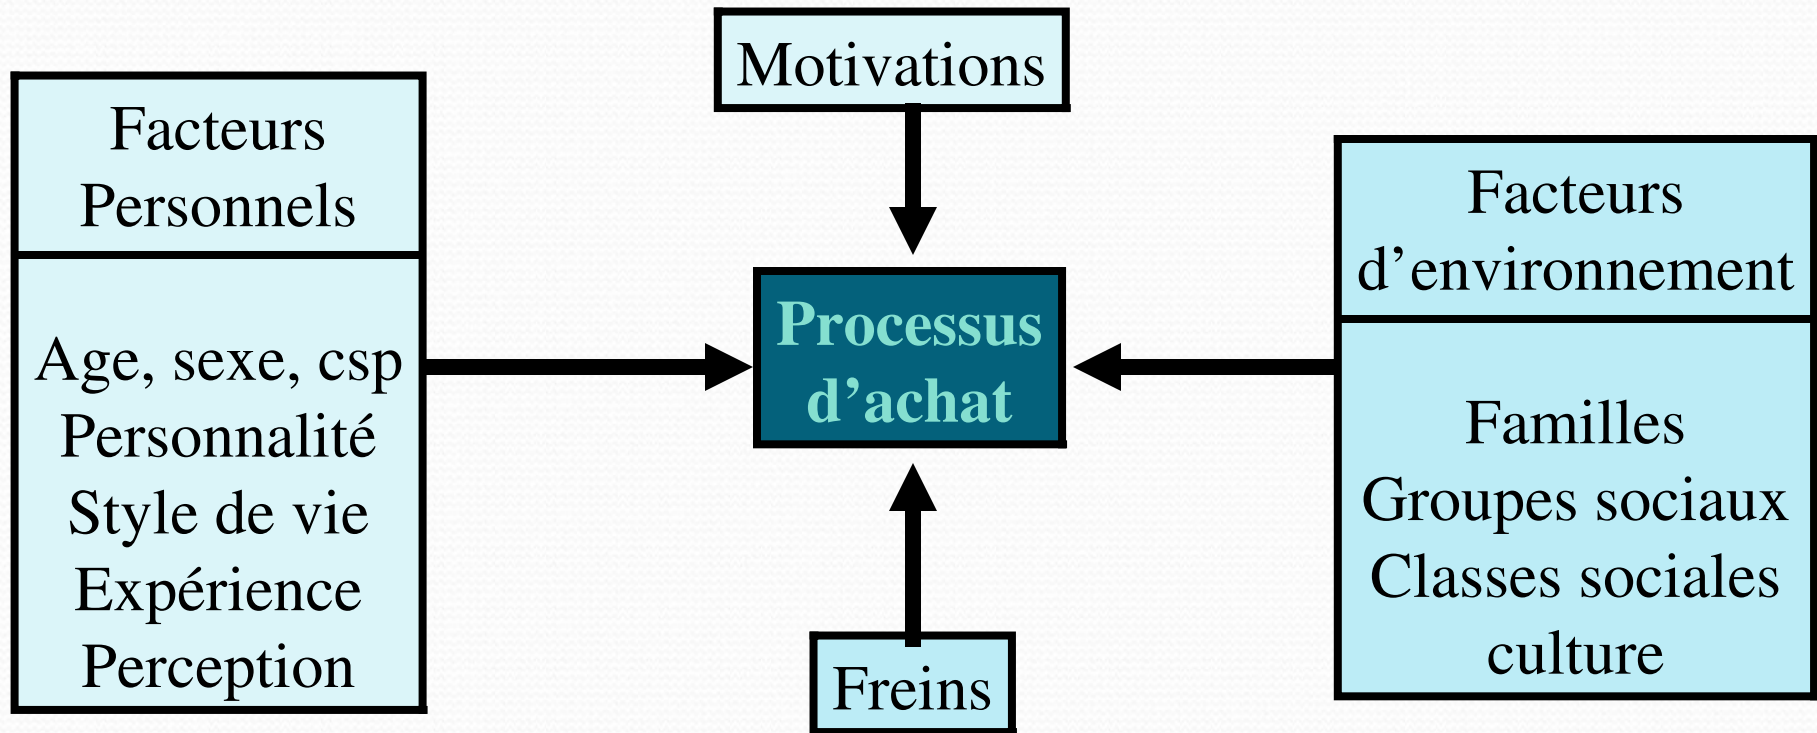 Motivations
Facteurs
Personnels
Age, sexe, csp
Personnalité
Style de vie
Expérience
Perception
Processus
d’achat
Freins
Facteurs
d’environnement
Familles
Groupes sociaux
Classes sociales
culture